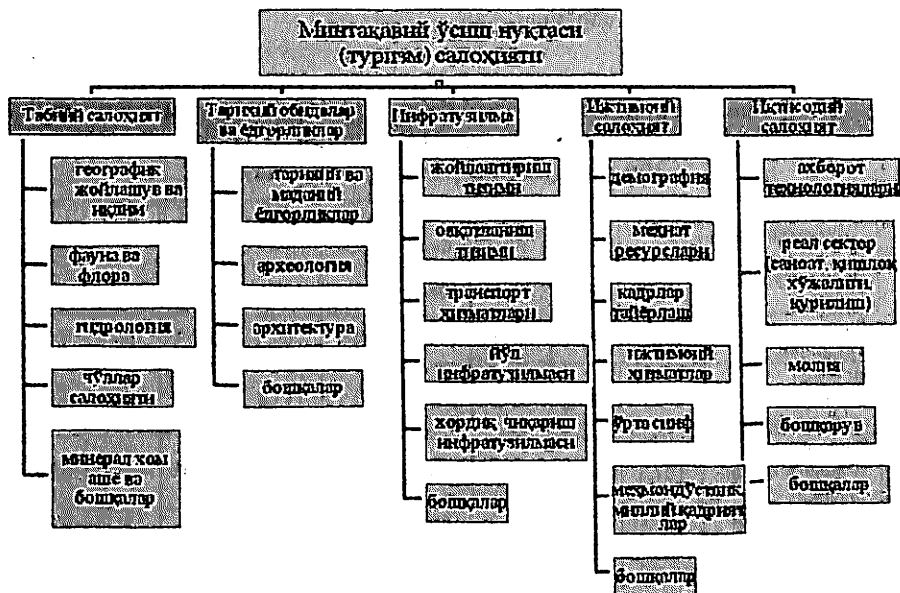 Минтақавий ўсиш нуқтаси
(туризм) салоҳияти
Табиий салоҳият
географик
жойлашув ва
иқлим
фауна ва
флора
гидрология
чўллар
салоҳияти
минерал хом
ашё ва
бошқалар
Тарихий обидалар
ва ёдгорликлар
тарихий ва
маданий
ёдгорликлар
археология
архитектура
бошқалар
Инфратузилма
жойлаштириш
тизими
овқатланиш
тизими
транспорт
хизматлари
йўл
инфратузилмаси
хордиқ чиқариш
инфратузилмаси
бошқалар
Ижтимоий
салоҳият
демография
меҳнат
ресурслари
кадрлар
тайёрлаш
ижтимоий
хизматлар
ўрта синф
меҳмондўстлик,
миллий қадрият
лар
бошқалар
Иқтисодий
салоҳият
ахборот
технологиялари
реал сектор
(саноат, қишлоқ
хўжалиги,
қурилиш)
молия
бошқарув
бошқалар